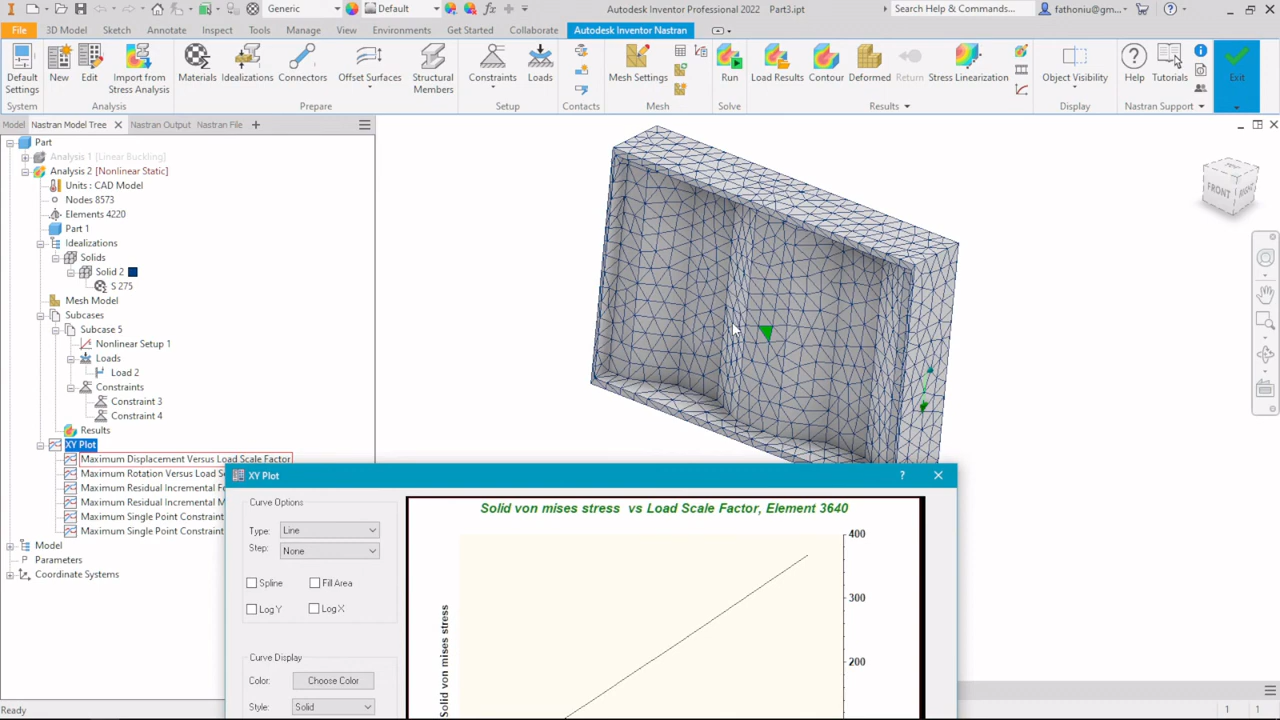 Generic
Default
Autodesk Inventor Professional 2022 Part3.ipt
Search Help & Commands...
fathoniu@gm...
File
3D Model
Sketch
Annotate
Inspect
Tools
Manage
View
Environments
Get Started
Collaborate
Autodesk Inventor Nastran
Default Settings
New
Edit
Import from Stress Analysis
Materials
Idealizations
Connectors
Offset Surfaces
Structural Members
Constraints
Loads
Mesh Settings
Run
Load Results
Contour
Deformed
Return
Stress Linearization
Object Visibility
Help
Tutorials
Exit
System
Analysis
Prepare
Setup
Contacts
Mesh
Solve
Results
Display
Nastran Support
Model
Nastran Model Tree
Nastran Output
Nastran File
Part
Analysis 1 [Linear Buckling]
Analysis 2 [Nonlinear Static]
Units : CAD Model
Nodes 8573
Elements 4220
Part 1
Idealizations
Solids
Solid 2
S 275
Mesh Model
Subcases
Subcase 5
Nonlinear Setup 1
Loads
Load 2
Constraints
Constraint 3
Constraint 4
Results
XY Plot
Maximum Displacement Versus Load Scale Factor
Maximum Rotation Versus Load S
Maximum Residual Incremental F
Maximum Residual Incremental M
Maximum Single Point Constraint
Maximum Single Point Constraint
Model
Parameters
Coordinate Systems
FRONT
RIGHT
XY Plot
?
Curve Options
Type: Line
Step: None
Spline
Fill Area
Log Y
Log X
Curve Display
Color: Choose Color
Style: Solid
Solid von mises stress vs Load Scale Factor, Element 3640
Solid von mises stress
400
300
200
Ready
1 1